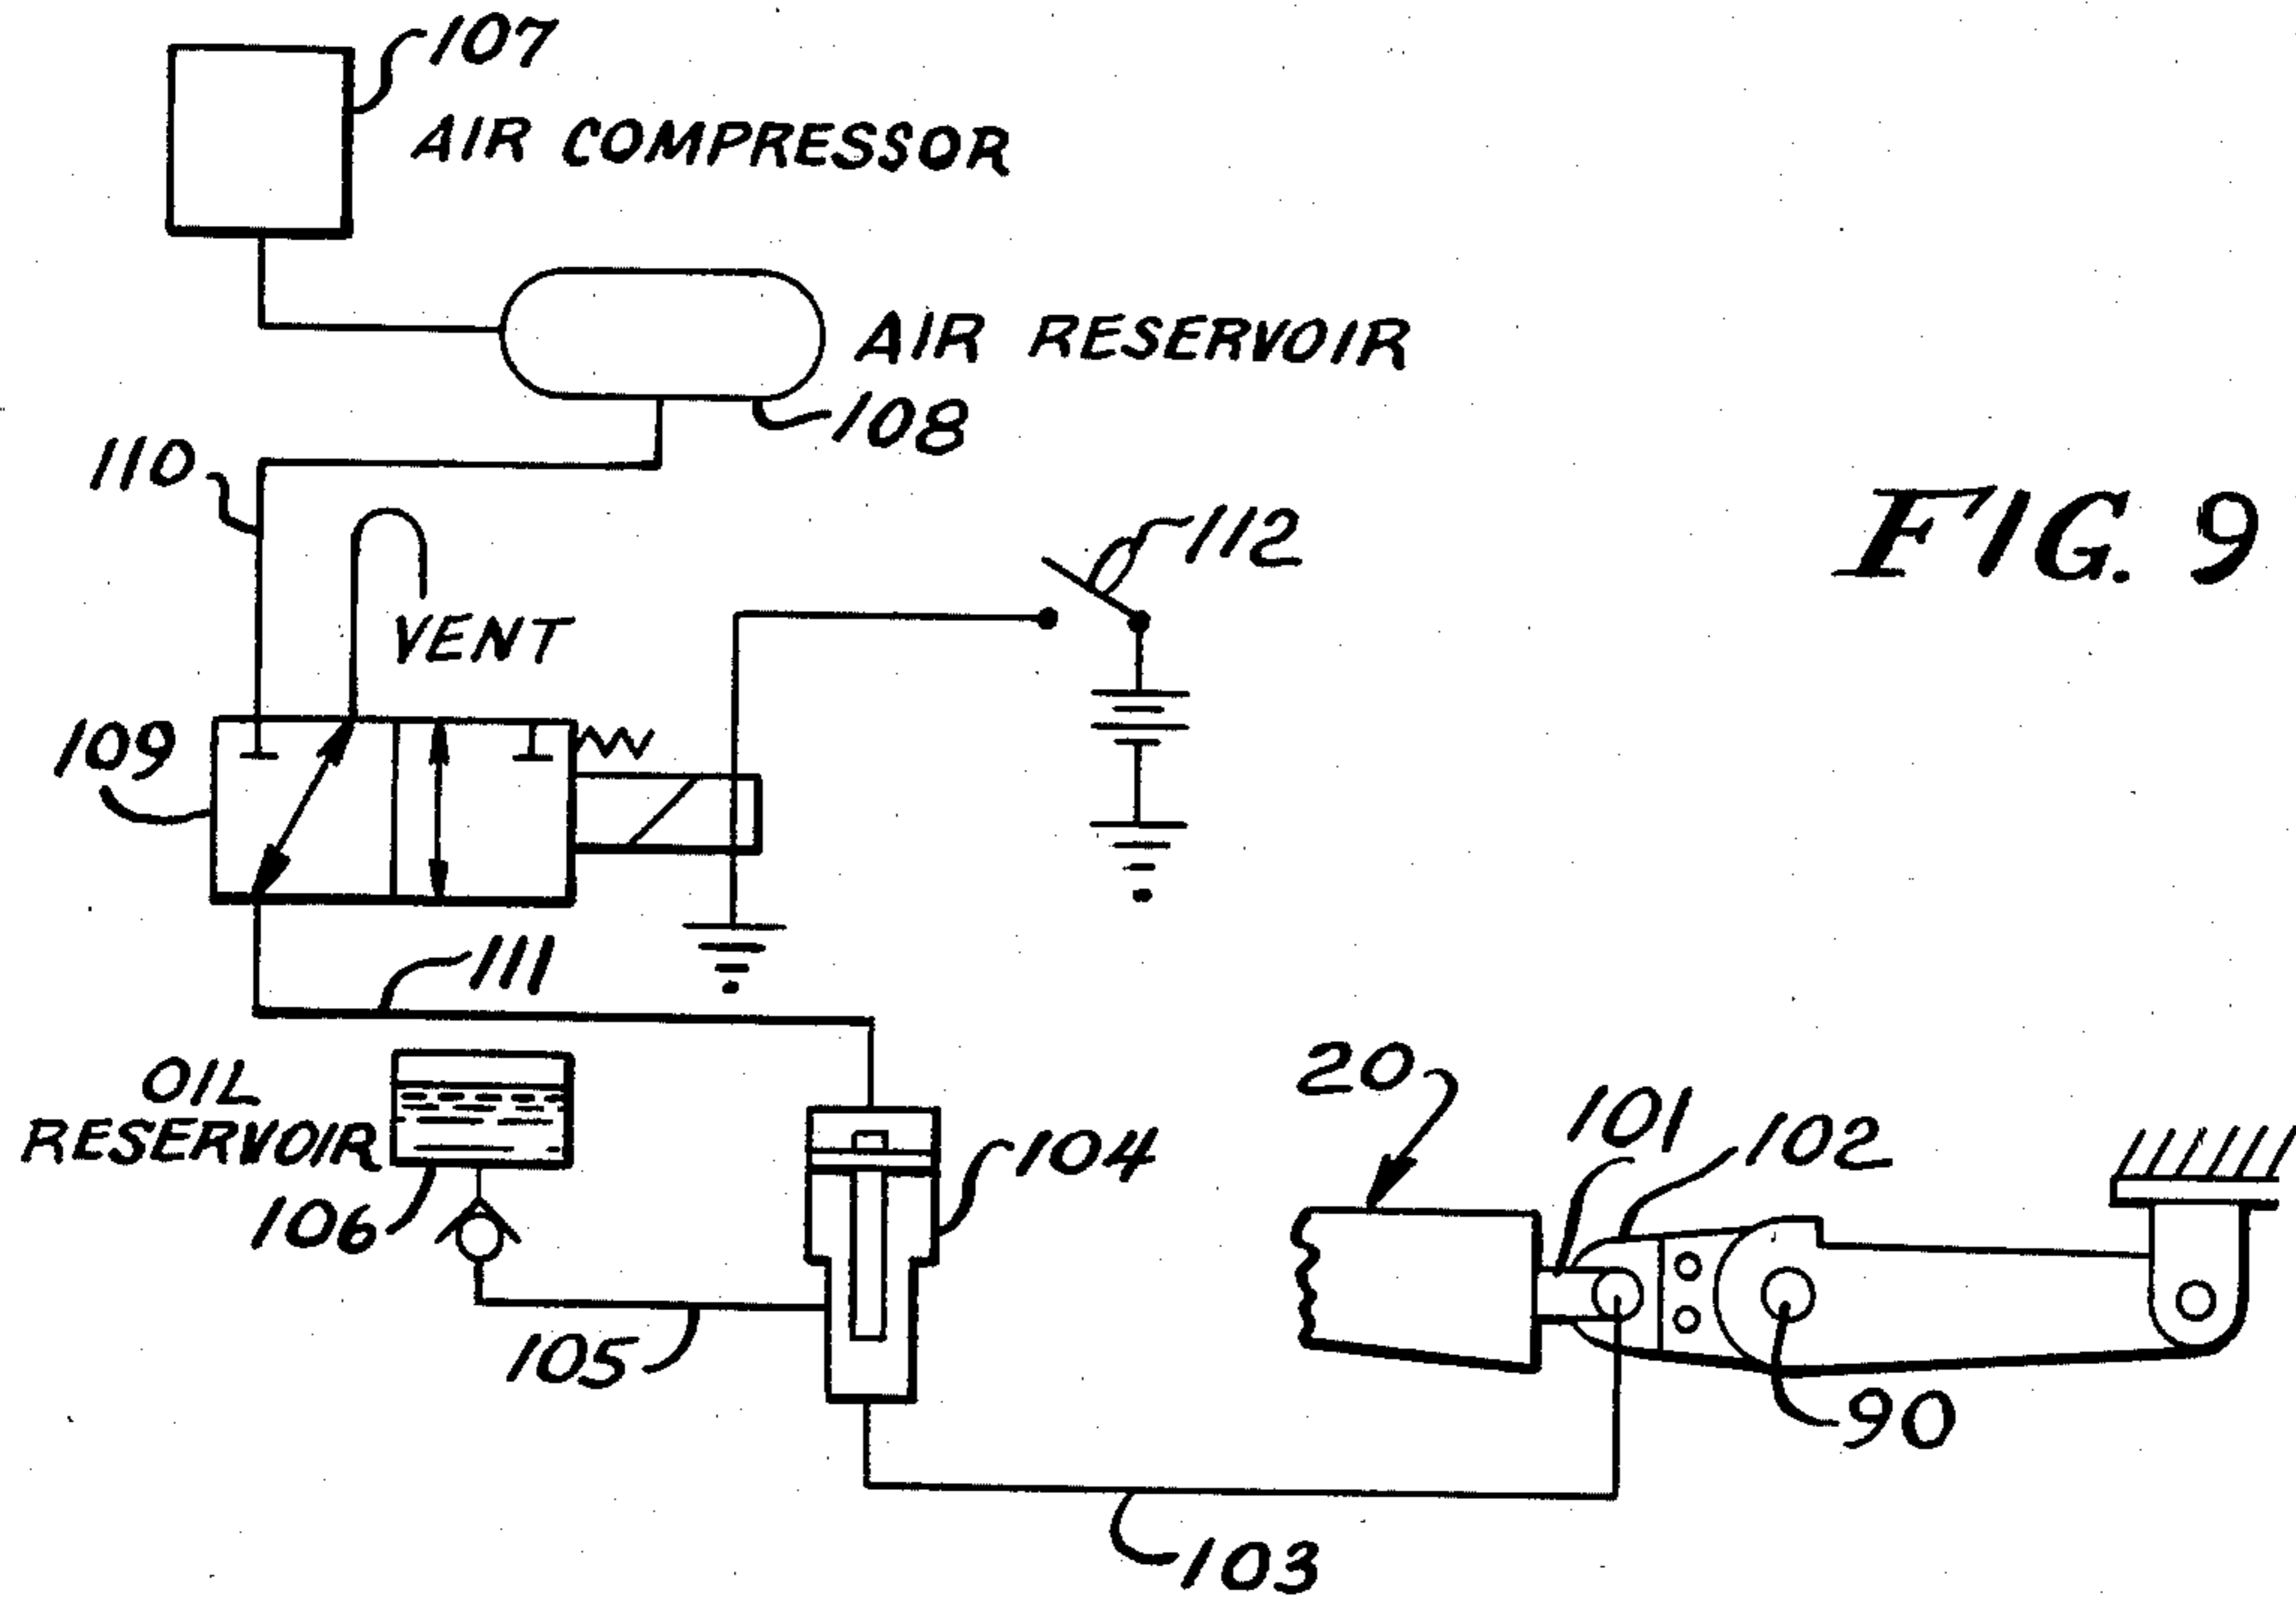 107
AIR COMPRESSOR
AIR RESERVOIR
108
110
FIG. 9
112
VENT
109
111
OIL
RESERVOIR
20
101
102
104
106
105
90
103